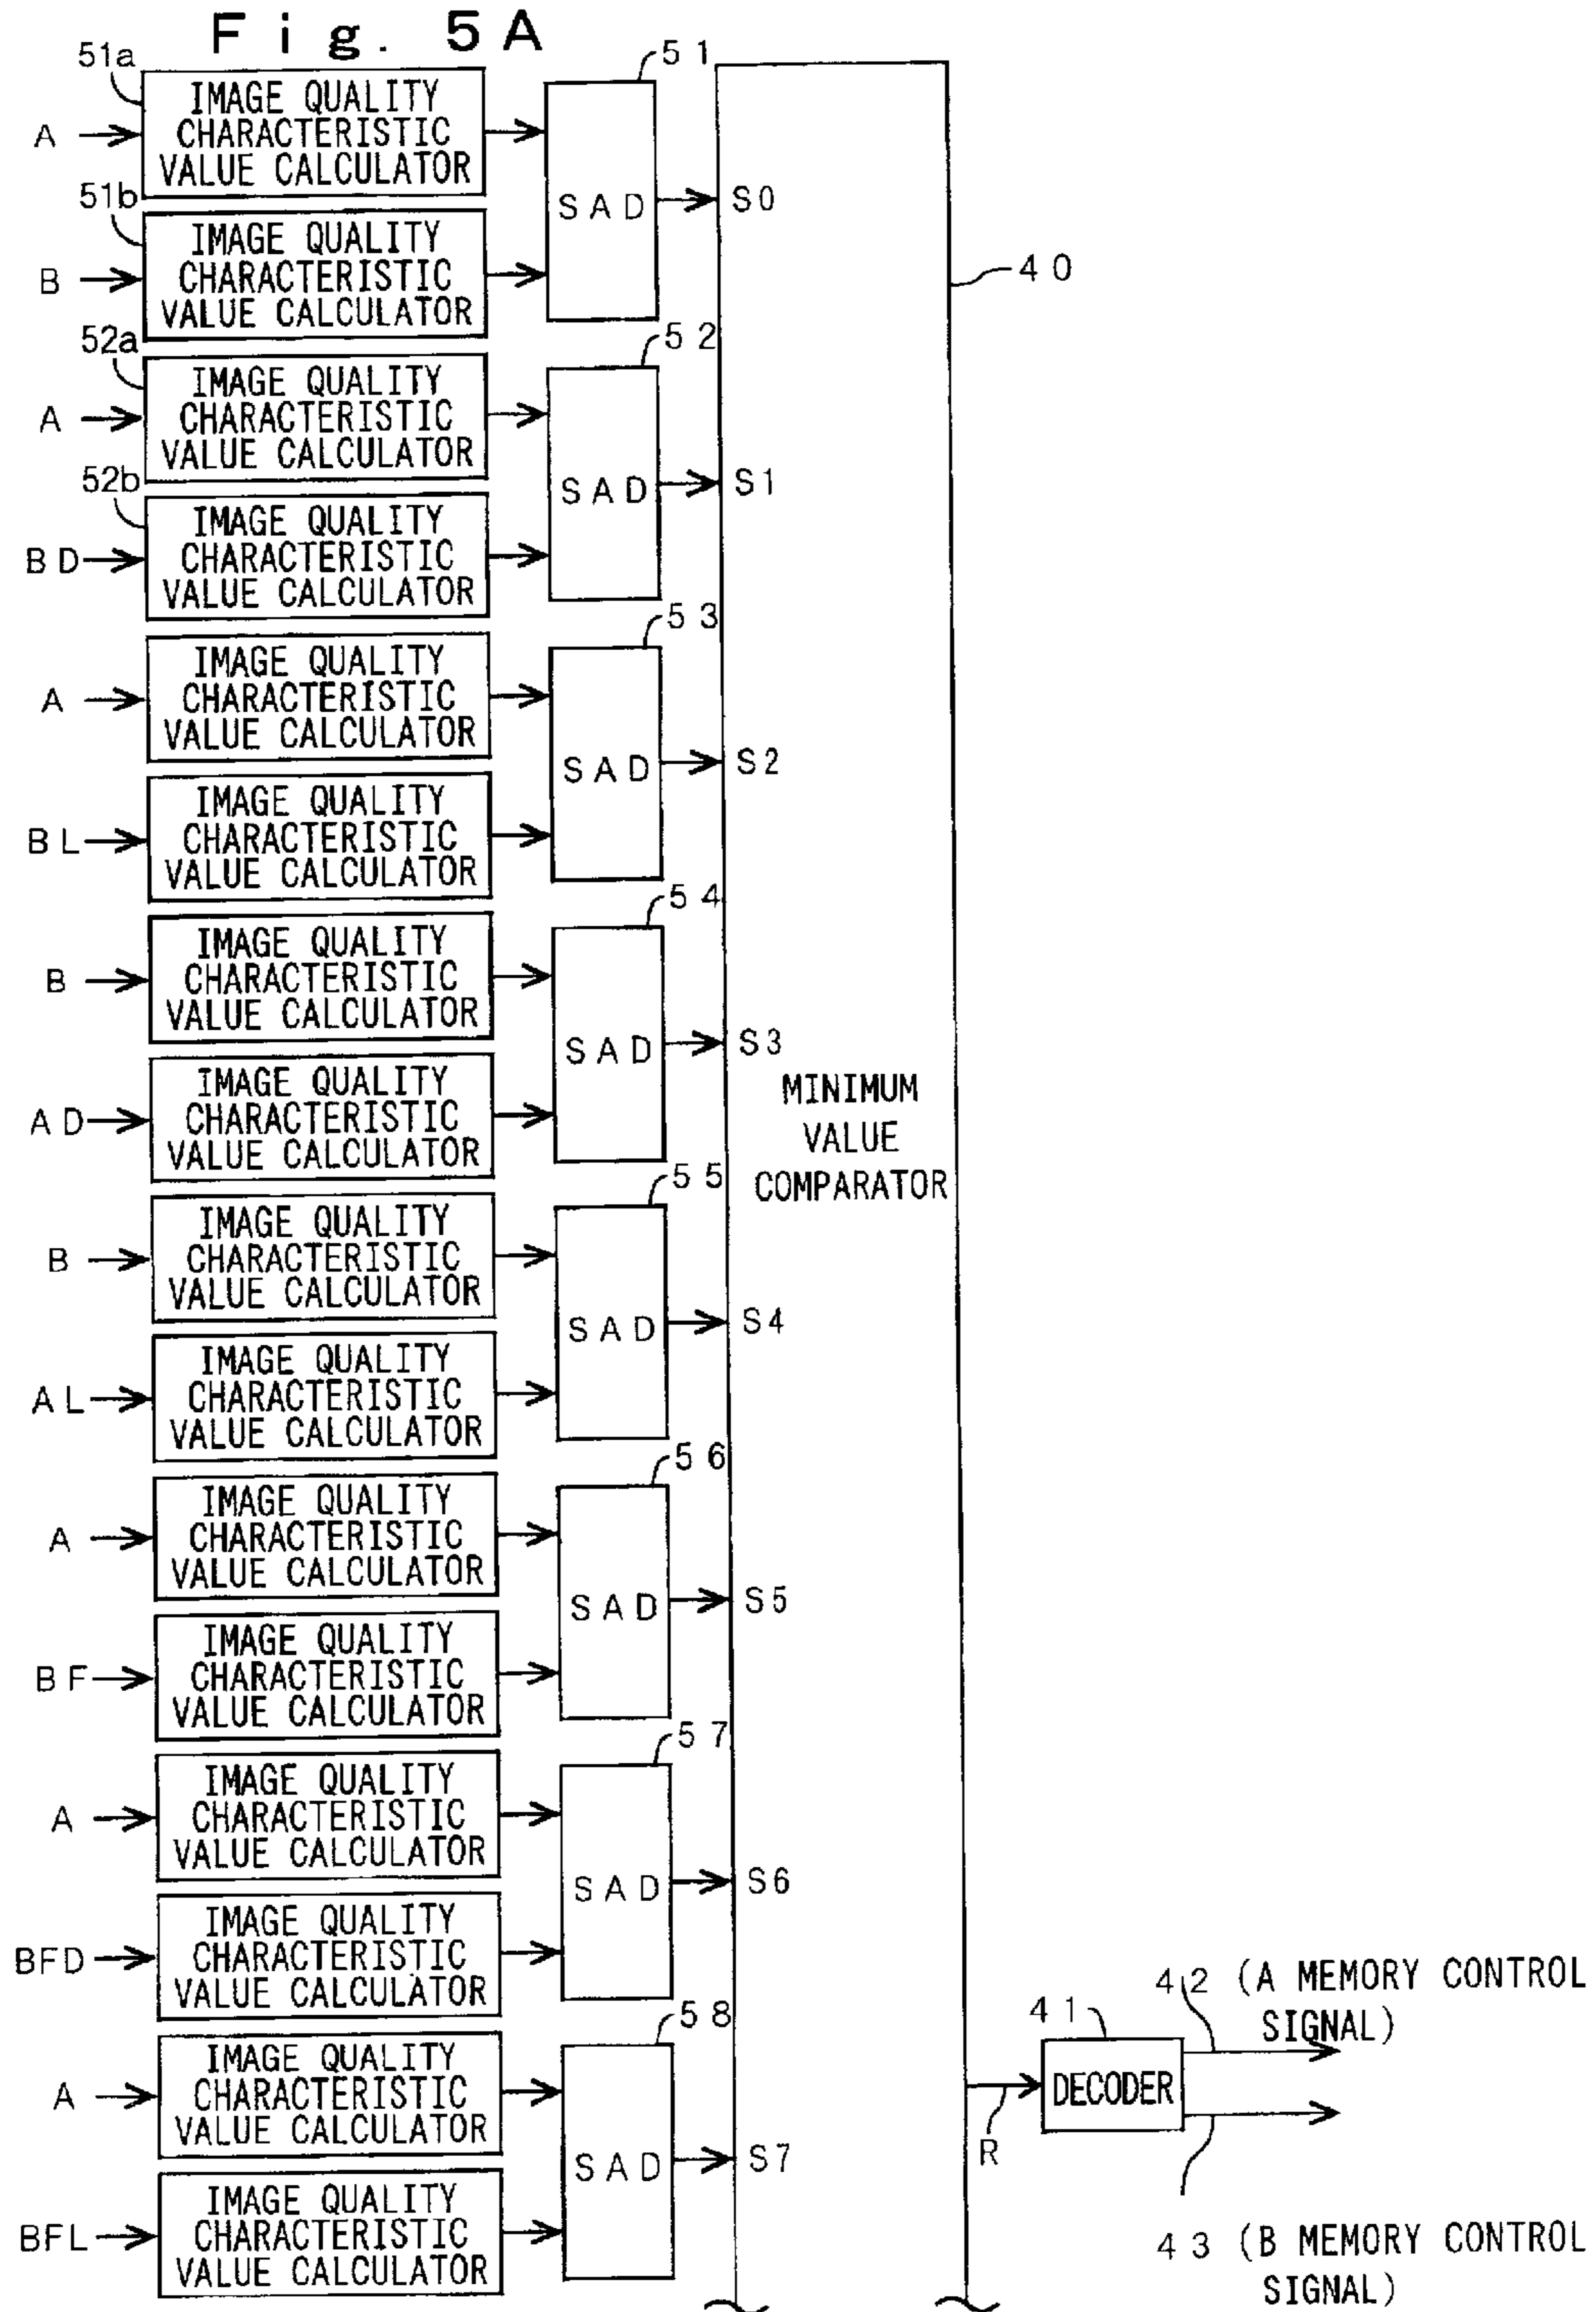 Fig. 5A
51a
A
IMAGE QUALITY
CHARACTERISTIC
VALUE CALCULATOR
51
51b
B
IMAGE QUALITY
CHARACTERISTIC
VALUE CALCULATOR
SAD
S0
40
52a
A
IMAGE QUALITY
CHARACTERISTIC
VALUE CALCULATOR
52
52b
BD
IMAGE QUALITY
CHARACTERISTIC
VALUE CALCULATOR
SAD
S1
A
IMAGE QUALITY
CHARACTERISTIC
VALUE CALCULATOR
53
BL
IMAGE QUALITY
CHARACTERISTIC
VALUE CALCULATOR
SAD
S2
B
IMAGE QUALITY
CHARACTERISTIC
VALUE CALCULATOR
54
AD
IMAGE QUALITY
CHARACTERISTIC
VALUE CALCULATOR
SAD
S3
MINIMUM
VALUE
COMPARATOR
B
IMAGE QUALITY
CHARACTERISTIC
VALUE CALCULATOR
55
AL
IMAGE QUALITY
CHARACTERISTIC
VALUE CALCULATOR
SAD
S4
A
IMAGE QUALITY
CHARACTERISTIC
VALUE CALCULATOR
56
BF
IMAGE QUALITY
CHARACTERISTIC
VALUE CALCULATOR
SAD
S5
A
IMAGE QUALITY
CHARACTERISTIC
VALUE CALCULATOR
57
BFD
IMAGE QUALITY
CHARACTERISTIC
VALUE CALCULATOR
SAD
S6
A
IMAGE QUALITY
CHARACTERISTIC
VALUE CALCULATOR
58
BFL
IMAGE QUALITY
CHARACTERISTIC
VALUE CALCULATOR
SAD
S7
R
41
DECODER
42 (A MEMORY CONTROL
SIGNAL)
43 (B MEMORY CONTROL
SIGNAL)